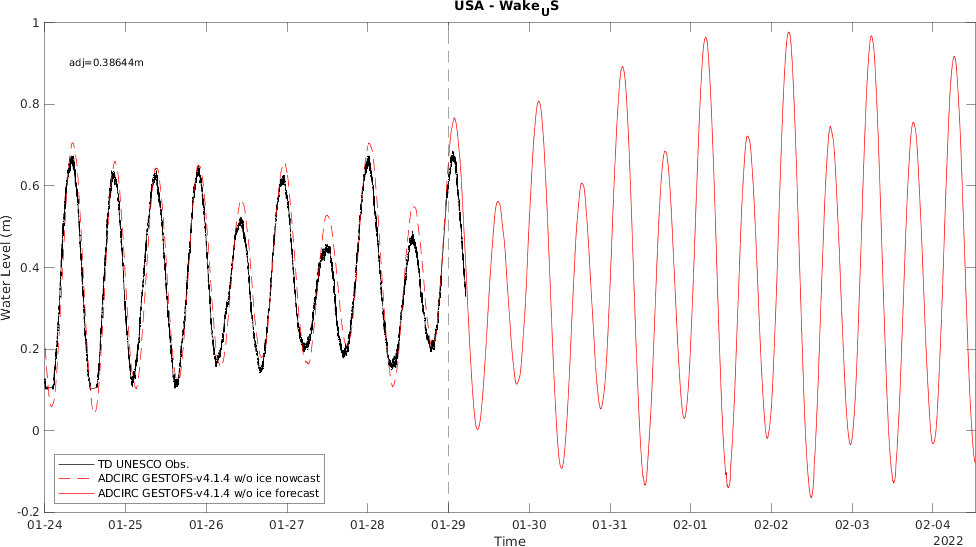 USA - Wake_US
adj=0.38644m
1
0.8
0.6
0.4
0.2
0
-0.2
Water Level (m)
TD UNESCO Obs.
ADCIRC GESTOFS-v4.1.4 w/o ice nowcast
ADCIRC GESTOFS-v4.1.4 w/o ice forecast
01-24 01-25 01-26 01-27 01-28 01-29 01-30 01-31 02-01 02-02 02-03 02-04
Time
2022